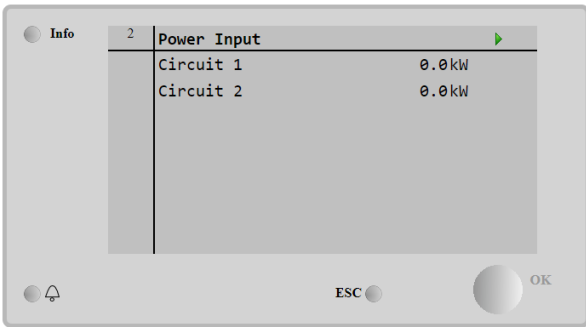 Info
2 Power Input
Circuit 1 0.0kW
Circuit 2 0.0kW
ESC
OK